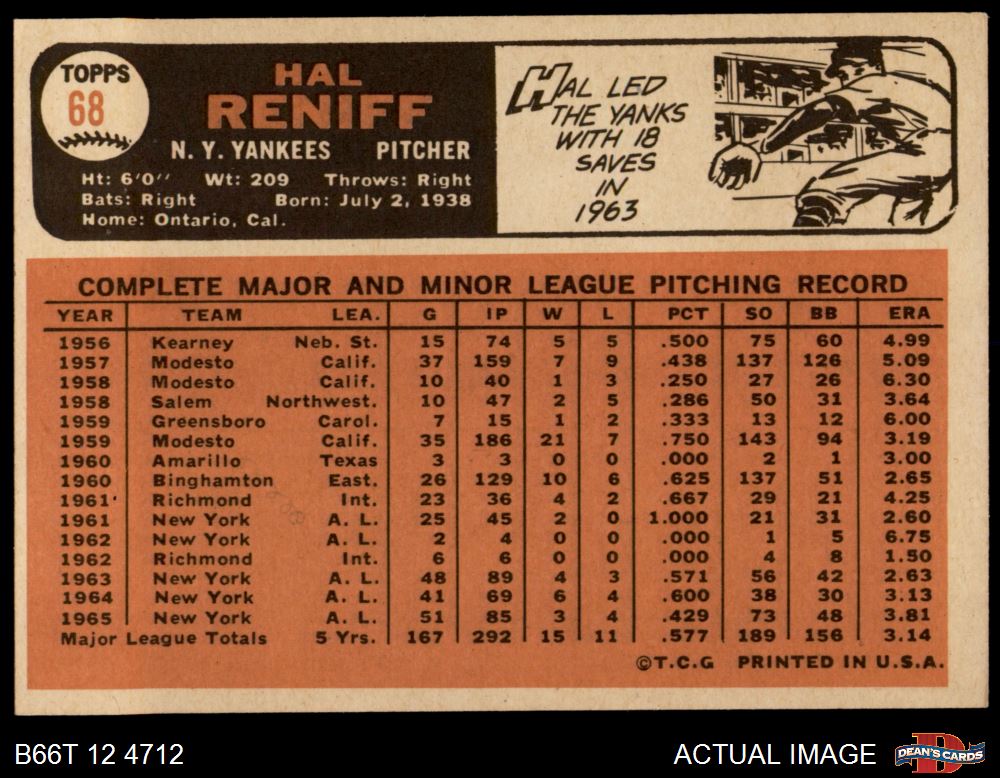 TOPPS
68
HAL
RENIFF
N. Y. YANKEES PITCHER
Ht: 6'0" Wt: 209 Throws: Right
Bats: Right Born: July 2, 1938
Home: Ontario, Cal.
HAL LED
THE YANKS
WITH 18
SAVES
IN
1963
COMPLETE MAJOR AND MINOR LEAGUE PITCHING RECORD
YEAR TEAM LEA. G IP W L PCT SO BB ERA
1956 Kearney Neb. St. 15 74 5 5 .500 75 60 4.99
1957 Modesto Calif. 37 159 7 9 .438 137 126 5.09
1958 Modesto Calif. 10 40 1 3 .250 27 26 6.30
1958 Salem Northwest. 10 47 2 5 .286 50 31 3.64
1959 Greensboro Carol. 7 15 1 2 .333 13 12 6.00
1959 Modesto Calif. 35 186 21 7 .750 143 94 3.19
1960 Amarillo Texas 3 3 0 0 .000 2 1 3.00
1960 Binghamton East. 26 129 10 6 .625 137 51 2.65
1961 Richmond Int. 23 36 4 2 .667 29 21 4.25
1961 New York A. L. 25 45 2 0 1.000 21 31 2.60
1962 New York A. L. 2 4 0 0 .000 1 5 6.75
1962 Richmond Int. 6 6 0 0 .000 4 8 1.50
1963 New York A. L. 48 89 4 3 .571 56 42 2.63
1964 New York A. L. 41 69 6 4 .600 38 30 3.13
1965 New York A. L. 51 85 3 4 .429 73 48 3.81
Major League Totals 5 Yrs. 167 292 15 11 .577 189 156 3.14
©T.C.G PRINTED IN U.S.A.
B66T 12 4712 ACTUAL IMAGE DEAN'S CARDS